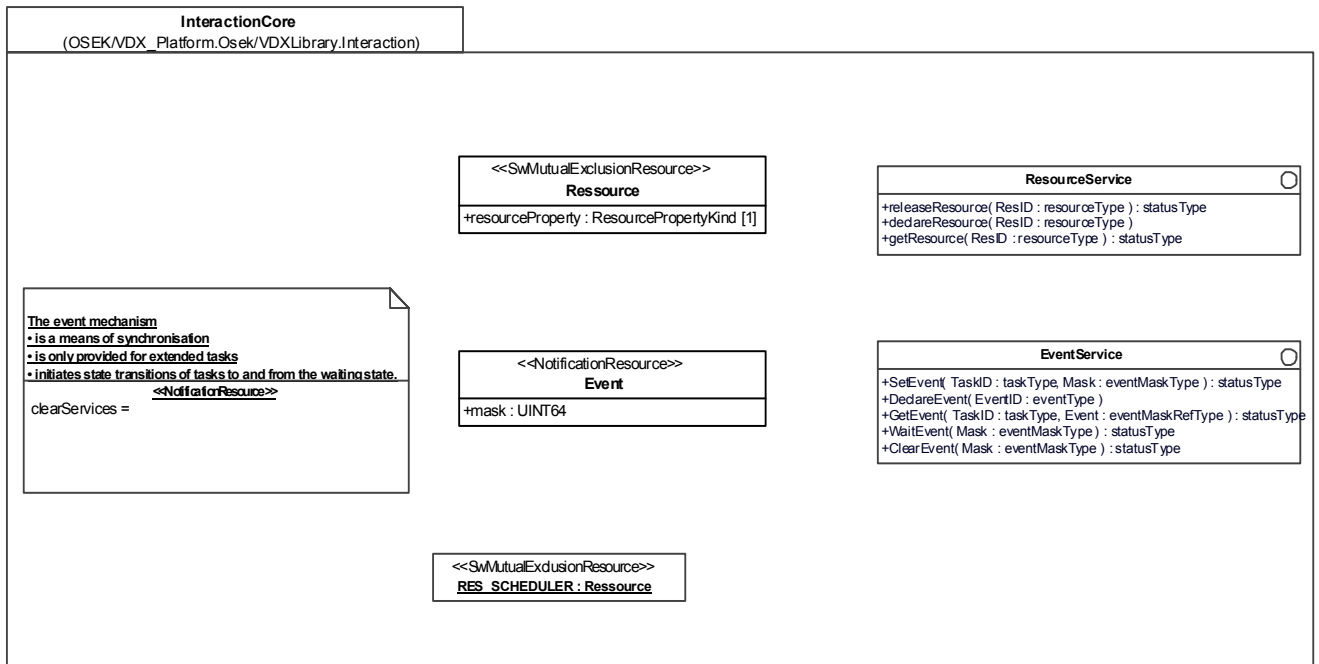 InteractionCore
(OSEK/VDX_Platform.Osek/VDXLibrary.Interaction)
<<SwMutualExclusionResource>>
Ressource
+resourceProperty : ResourcePropertyKind [1]
ResourceService
+releaseResource( ResID : resourceType ) : statusType
+declareResource( ResID : resourceType )
+getResource( ResID : resourceType ) : statusType
The event mechanism
• is a means of synchronisation
• is only provided for extended tasks
• initiates state transitions of tasks to and from the waiting state.
<<NotificationResource>>
clearServices =
<<NotificationResource>>
Event
+mask : UINT64
EventService
+SetEvent( TaskID : taskType, Mask : eventMaskType ) : statusType
+DeclareEvent( EventID : eventType )
+GetEvent( TaskID : taskType, Event : eventMaskRefType ) : statusType
+WaitEvent( Mask : eventMaskType ) : statusType
+ClearEvent( Mask : eventMaskType ) : statusType
<<SwMutualExclusionResource>>
RES_SCHEDULER : Ressource